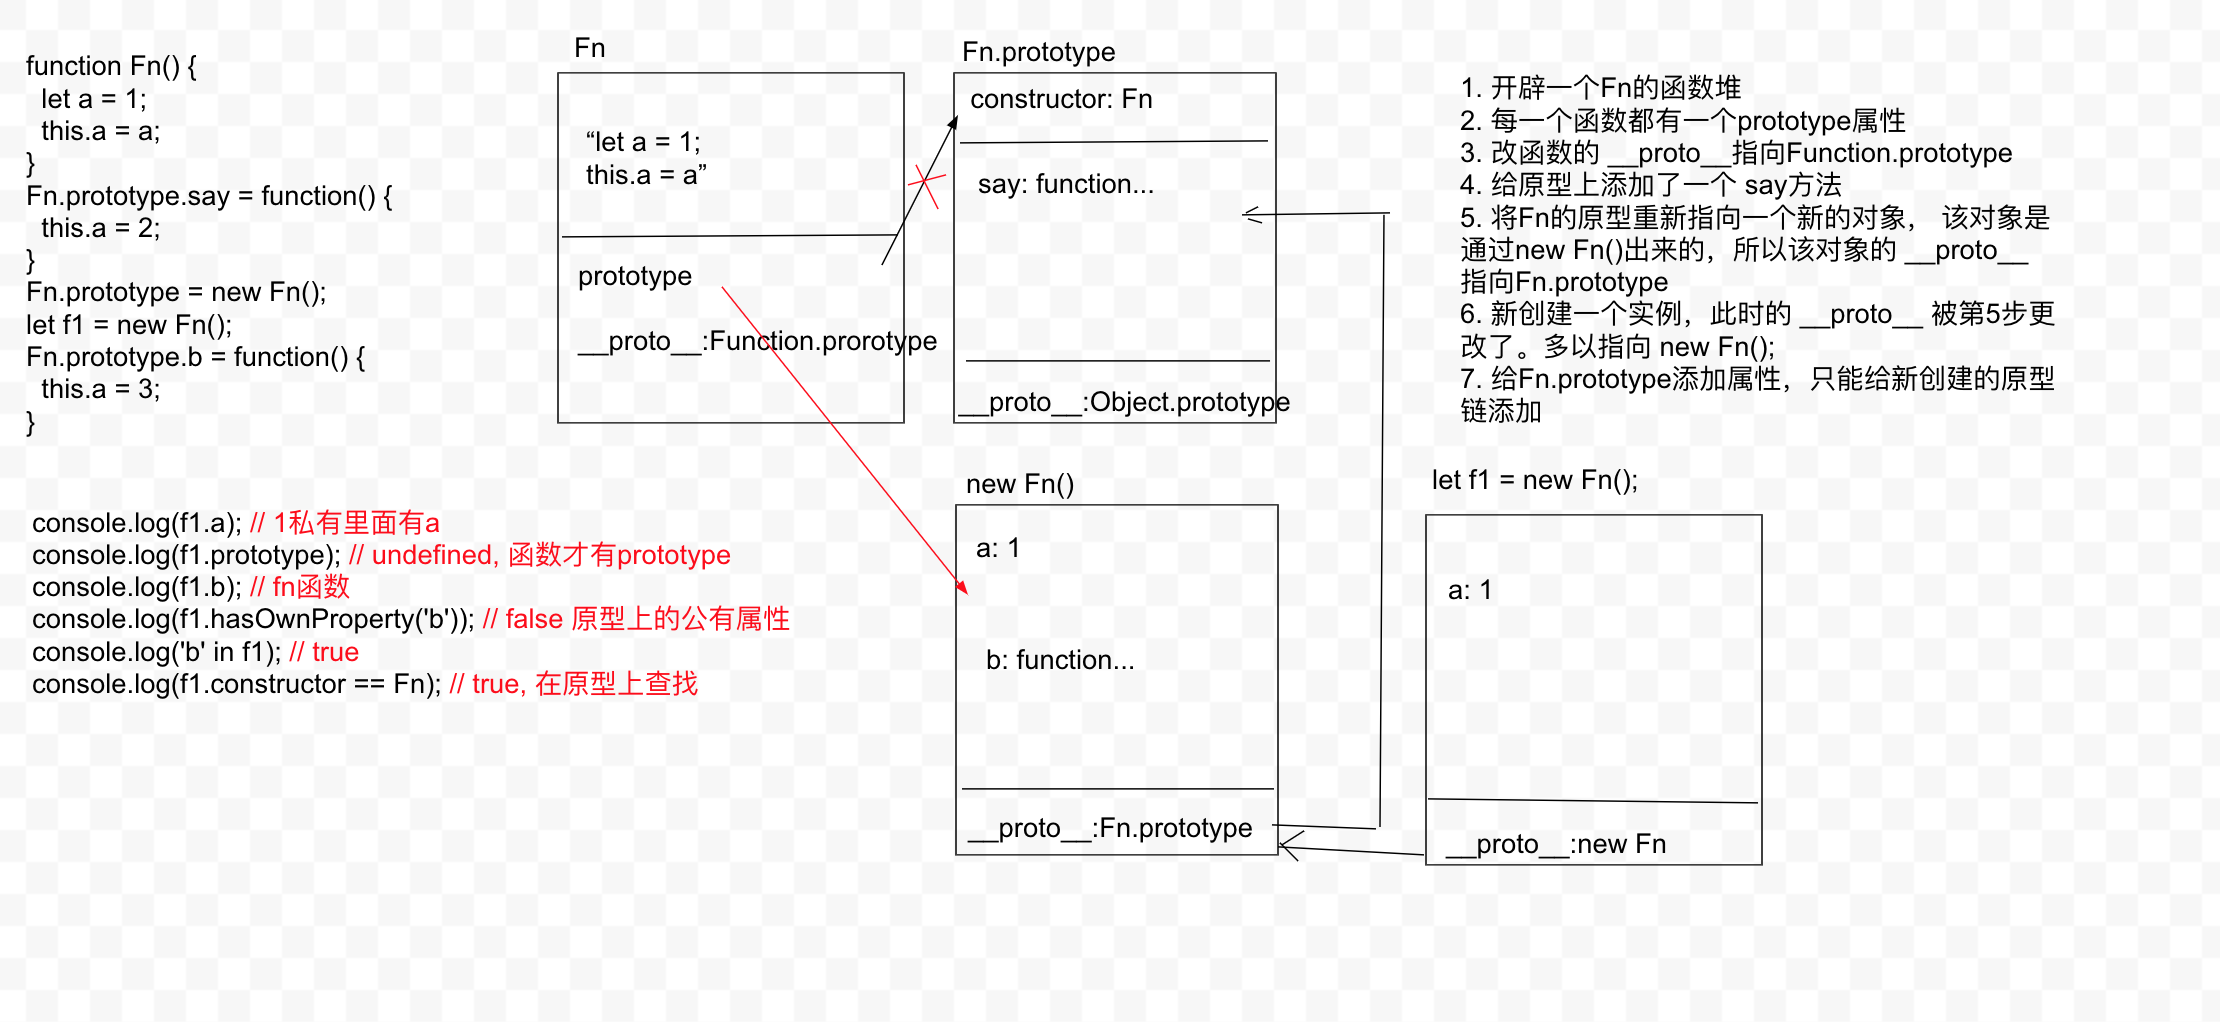 function Fn() {
let a = 1;
this.a = a;
}
Fn.prototype.say = function() {
this.a = 2;
}
Fn.prototype = new Fn();
let f1 = new Fn();
Fn.prototype.b = function() {
this.a = 3;
}
console.log(f1.a); // 1私有里面有a
console.log(f1.prototype); // undefined, 函数才有prototype
console.log(f1.b); // fn函数
console.log(f1.hasOwnProperty('b')); // false 原型上的公有属性
console.log('b' in f1); // true
console.log(f1.constructor == Fn); // true, 在原型上查找
Fn
“let a = 1;
this.a = a”
prototype
__proto__:Function.prorotype
Fn.prototype
constructor: Fn
say: function...
__proto__:Object.prototype
new Fn()
a: 1
b: function...
__proto__:Fn.prototype
1. 开辟一个Fn的函数堆
2. 每一个函数都有一个prototype属性
3. 改函数的 __proto__指向Function.prototype
4. 给原型上添加了一个 say方法
5. 将Fn的原型重新指向一个新的对象， 该对象是
通过new Fn()出来的，所以该对象的 __proto__
指向Fn.prototype
6. 新创建一个实例，此时的 __proto__ 被第5步更
改了。多以指向 new Fn();
7. 给Fn.prototype添加属性，只能给新创建的原型
链添加
let f1 = new Fn();
a: 1
__proto__:new Fn